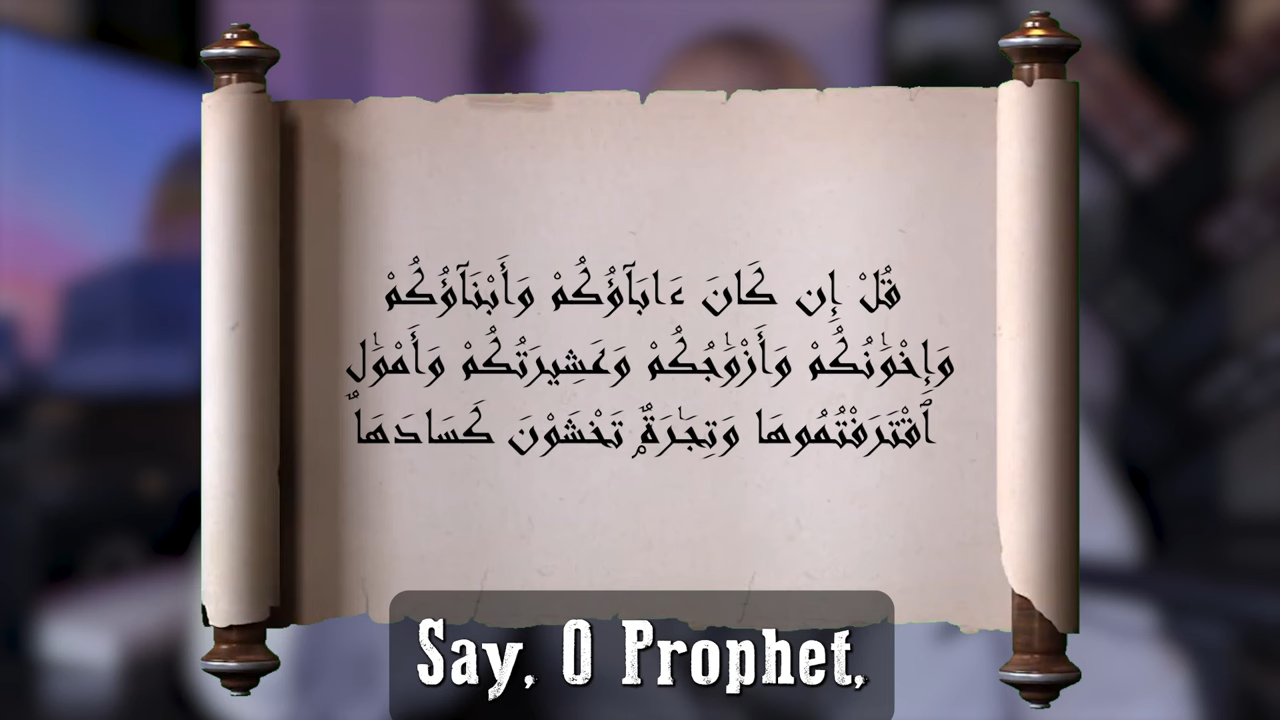 قُلْ إِن كَانَ ءَابَآؤُكُمْ وَأَبْنَآؤُكُمْ
وَإِخْوَٰنُكُمْ وَأَزْوَٰجُكُمْ وَعَشِيرَتُكُمْ وَأَمْوَٰل
ٌ ٱقْتَرَفْتُمُوهَا وَتِجَٰرَةٌۭ تَخْشَوْنَ كَسَادَهَا
Say, O Prophet,